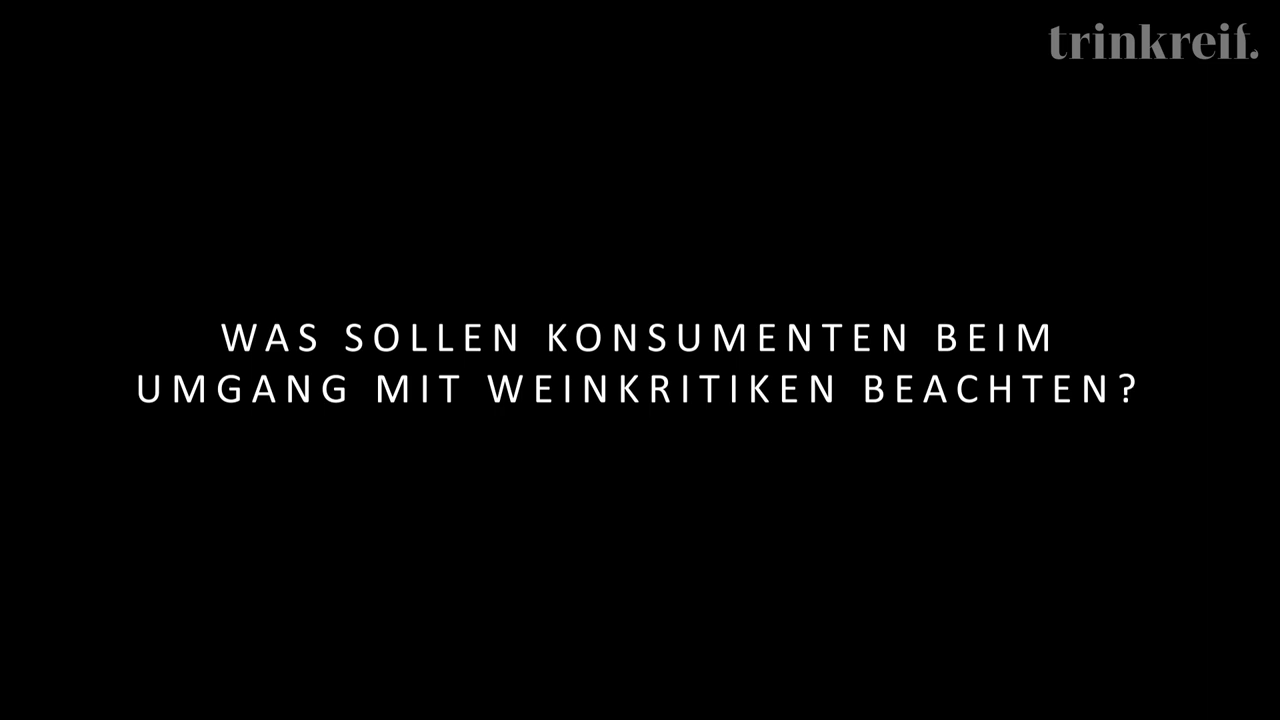 trinkreif.
WAS SOLLEN KONSUMENTEN BEIM
UMGANG MIT WEINKRITIKEN BEACHTEN?